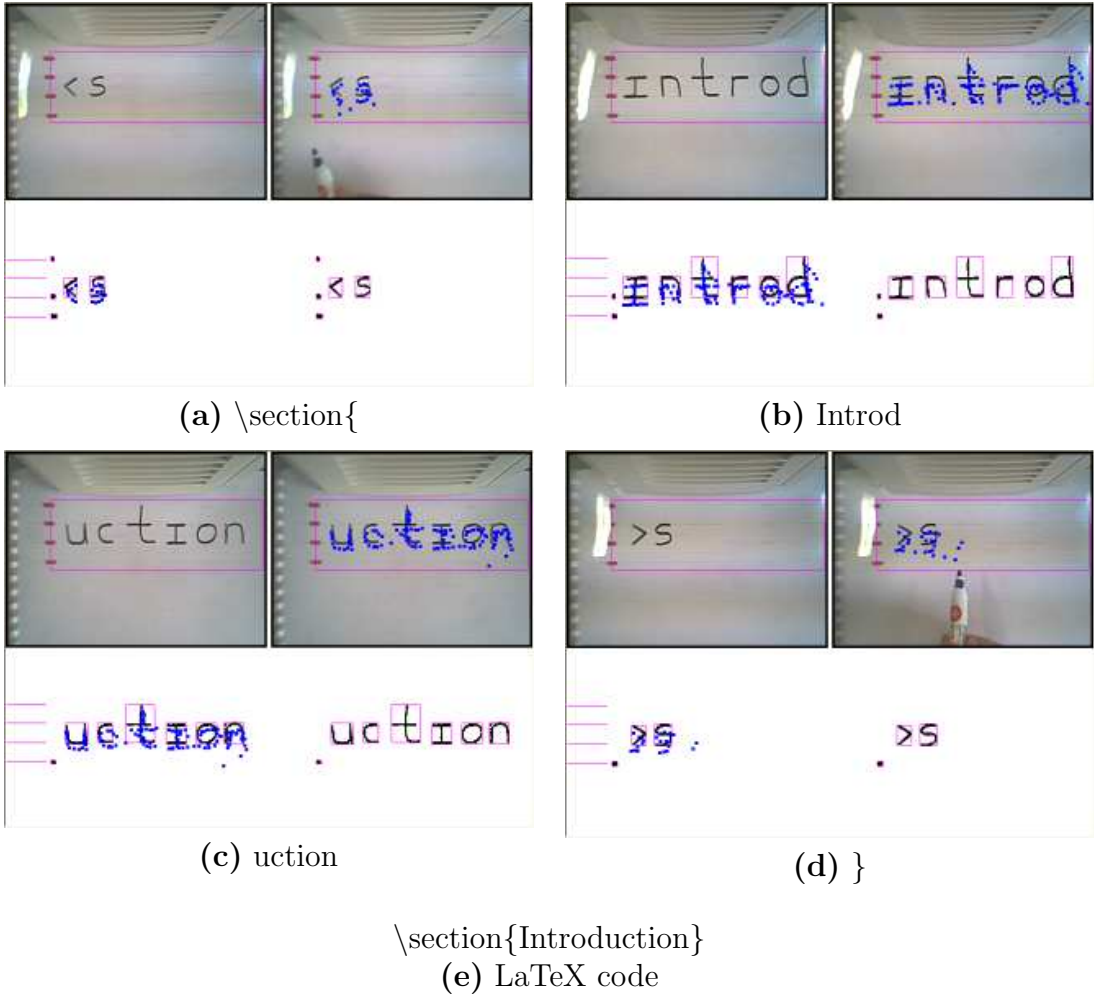 <s <s Introd Introd
<s <s Introd Introd
(a) \section{ (b) Introd
uction uction >s >s
uction uction >s >s
(c) uction (d) }
\section{Introduction}
(e) LaTeX code